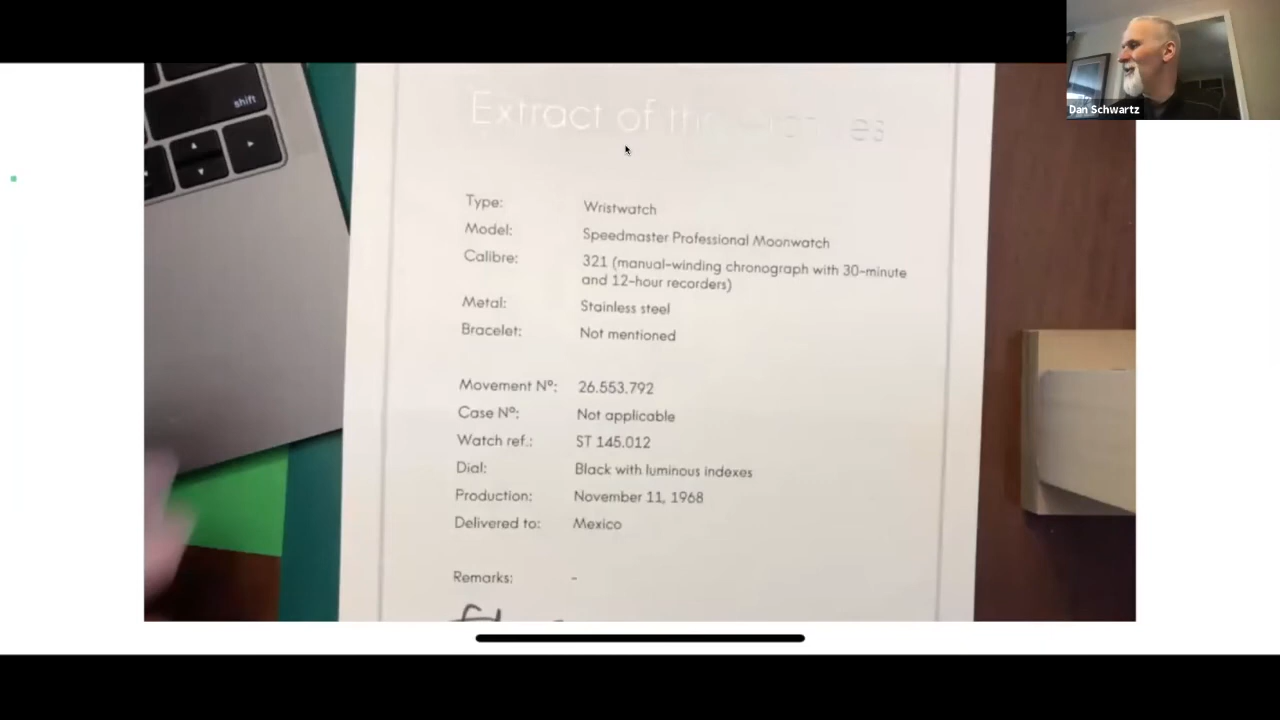 Dan Schwartz
shift
Extract of
Type: Wristwatch
Model: Speedmaster Professional Moonwatch
Calibre: 321 (manual-winding chronograph with 30-minute
and 12-hour recorders)
Metal: Stainless steel
Bracelet: Not mentioned
Movement Nº: 26.553.792
Case Nº: Not applicable
Watch ref.: ST 145.012
Dial: Black with luminous indexes
Production: November 11, 1968
Delivered to: Mexico
Remarks: -